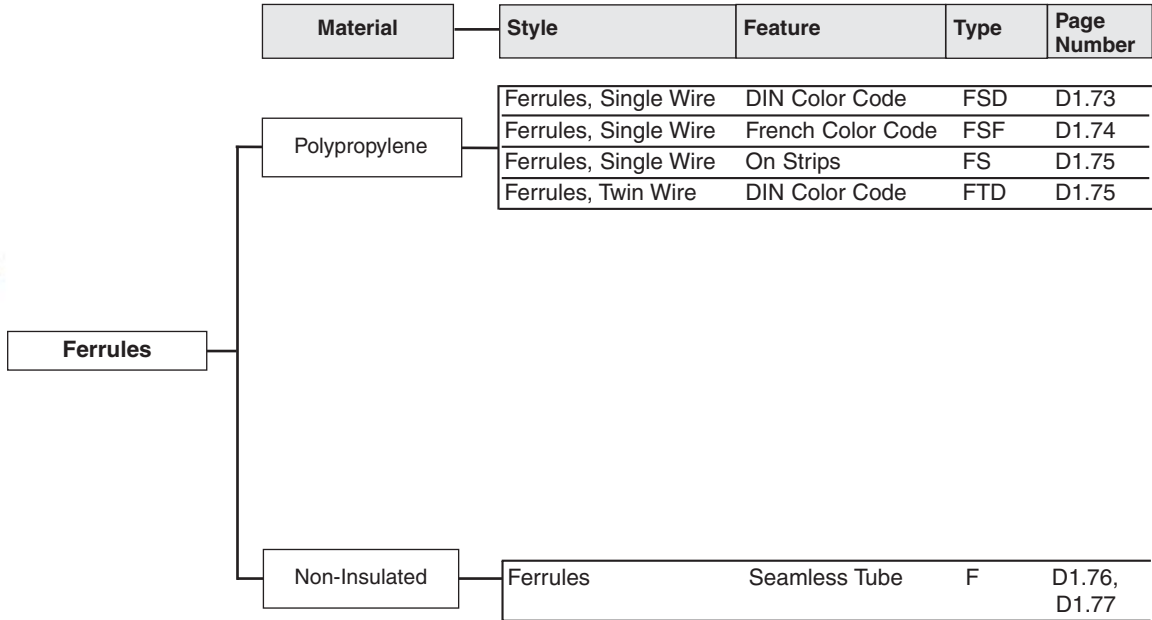 Material Style Feature Type Page Number
Ferrules, Single Wire DIN Color Code FSD D1.73
Polypropylene
Ferrules, Single Wire French Color Code FSF D1.74
Ferrules, Single Wire On Strips FS D1.75
Ferrules, Twin Wire DIN Color Code FTD D1.75
Ferrules
Non-Insulated
Ferrules Seamless Tube F D1.76,
D1.77